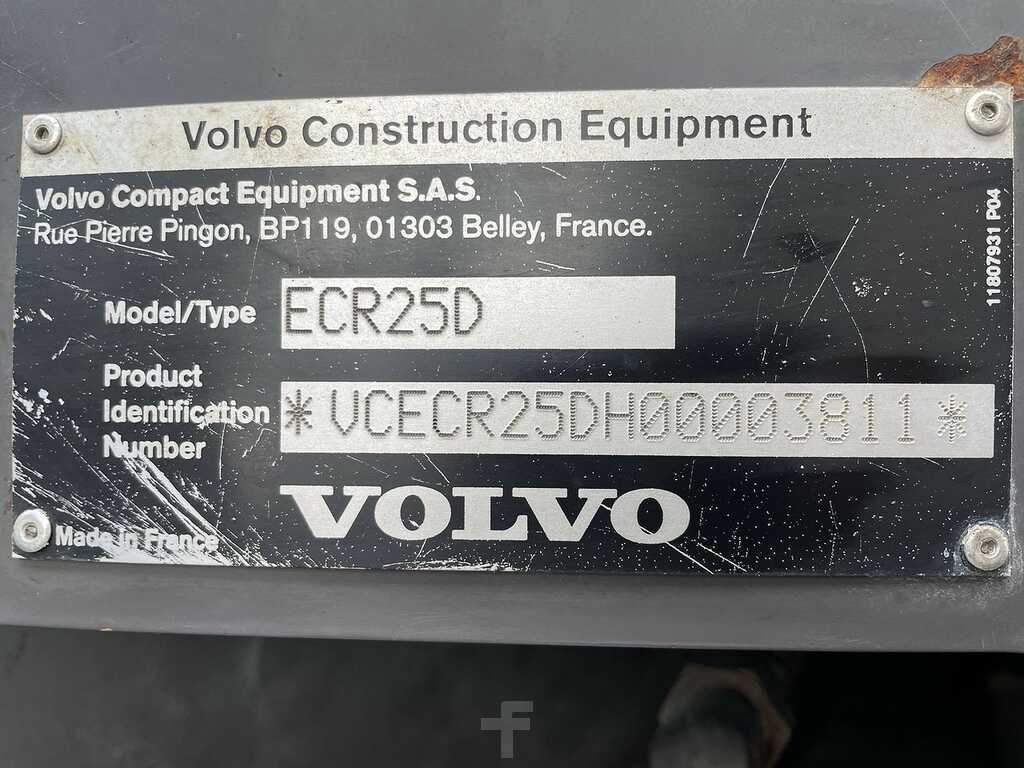 Volvo Construction Equipment
Volvo Compact Equipment S.A.S.
Rue Pierre Pingon, BP119, 01303 Belley, France.
11807931 P04
Model/Type ECR25D
Product
Identification
Number
*VCECR25DH00003811*
VOLVO
Made in France